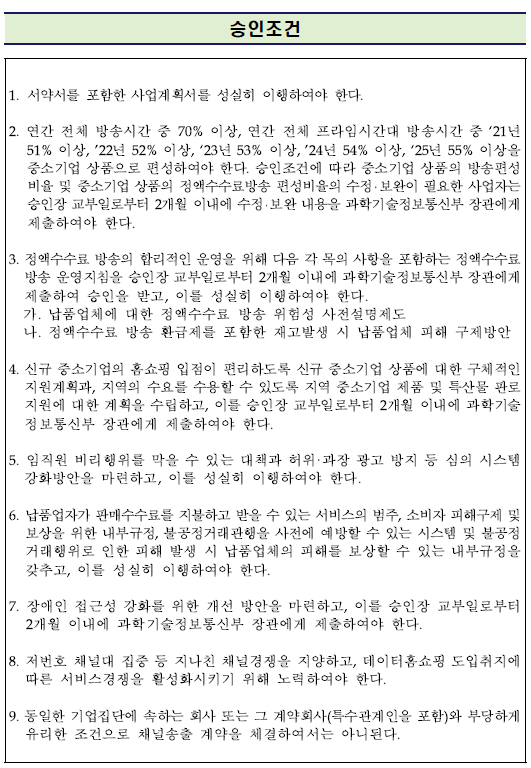 승인조건
1. 서약서를 포함한 사업계획서를 성실히 이행하여야 한다.
2. 연간 전체 방송시간 중 70% 이상, 연간 전체 프라임시간대 방송시간 중 '21년
51% 이상, '22년 52% 이상, '23년 53% 이상, '24년 54% 이상, '25년 55% 이상을
중소기업 상품으로 편성하여야 한다. 승인조건에 따라 중소기업 상품의 방송편성
비율 및 중소기업 상품의 정액수수료방송 편성비율의 수정·보완이 필요한 사업자는
승인장 교부일로부터 2개월 이내에 수정·보완 내용을 과학기술정보통신부 장관에게
제출하여야 한다.
3. 정액수수료 방송의 합리적인 운영을 위해 다음 각 목의 사항을 포함하는 정액수수료
방송 운영지침을 승인장 교부일로부터 2개월 이내에 과학기술정보통신부 장관에게
제출하여 승인을 받고, 이를 성실히 이행하여야 한다.
가. 납품업체에 대한 정액수수료 방송 위험성 사전설명제도
나. 정액수수료 방송 환급제를 포함한 재고발생 시 납품업체 피해 구제방안
4. 신규 중소기업의 홈쇼핑 입점이 편리하도록 신규 중소기업 상품에 대한 구체적인
지원계획과, 지역의 수요를 수용할 수 있도록 지역 중소기업 제품 및 특산물 판로
지원에 대한 계획을 수립하고, 이를 승인장 교부일로부터 2개월 이내에 과학기술
정보통신부 장관에게 제출하여야 한다.
5. 임직원 비리행위를 막을 수 있는 대책과 허위·과장 광고 방지 등 심의 시스템
강화방안을 마련하고, 이를 성실히 이행하여야 한다.
6. 납품업자가 판매수수료를 지불하고 받을 수 있는 서비스의 범주, 소비자 피해구제 및
보상을 위한 내부규정, 불공정거래관행을 사전에 예방할 수 있는 시스템 및 불공정
거래행위로 인한 피해 발생 시 납품업체의 피해를 보상할 수 있는 내부규정을
갖추고, 이를 성실히 이행하여야 한다.
7. 장애인 접근성 강화를 위한 개선 방안을 마련하고, 이를 승인장 교부일로부터
2개월 이내에 과학기술정보통신부 장관에게 제출하여야 한다.
8. 저번호 채널대 집중 등 지나친 채널경쟁을 지양하고, 데이터홈쇼핑 도입취지에
따른 서비스경쟁을 활성화시키기 위해 노력하여야 한다.
9. 동일한 기업집단에 속하는 회사 또는 그 계약회사(특수관계인을 포함)와 부당하게
유리한 조건으로 채널송출 계약을 체결하여서는 아니된다.